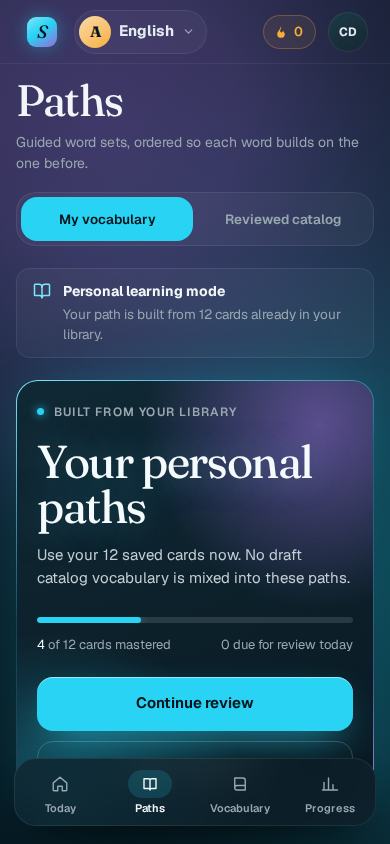 S
A
English
0
CD
Paths
Guided word sets, ordered so each word builds on the
one before.
My vocabulary
Reviewed catalog
Personal learning mode
Your path is built from 12 cards already in your
library.
BUILT FROM YOUR LIBRARY
Your personal
paths
Use your 12 saved cards now. No draft
catalog vocabulary is mixed into these paths.
4 of 12 cards mastered
0 due for review today
Continue review
Today
Paths
Vocabulary
Progress